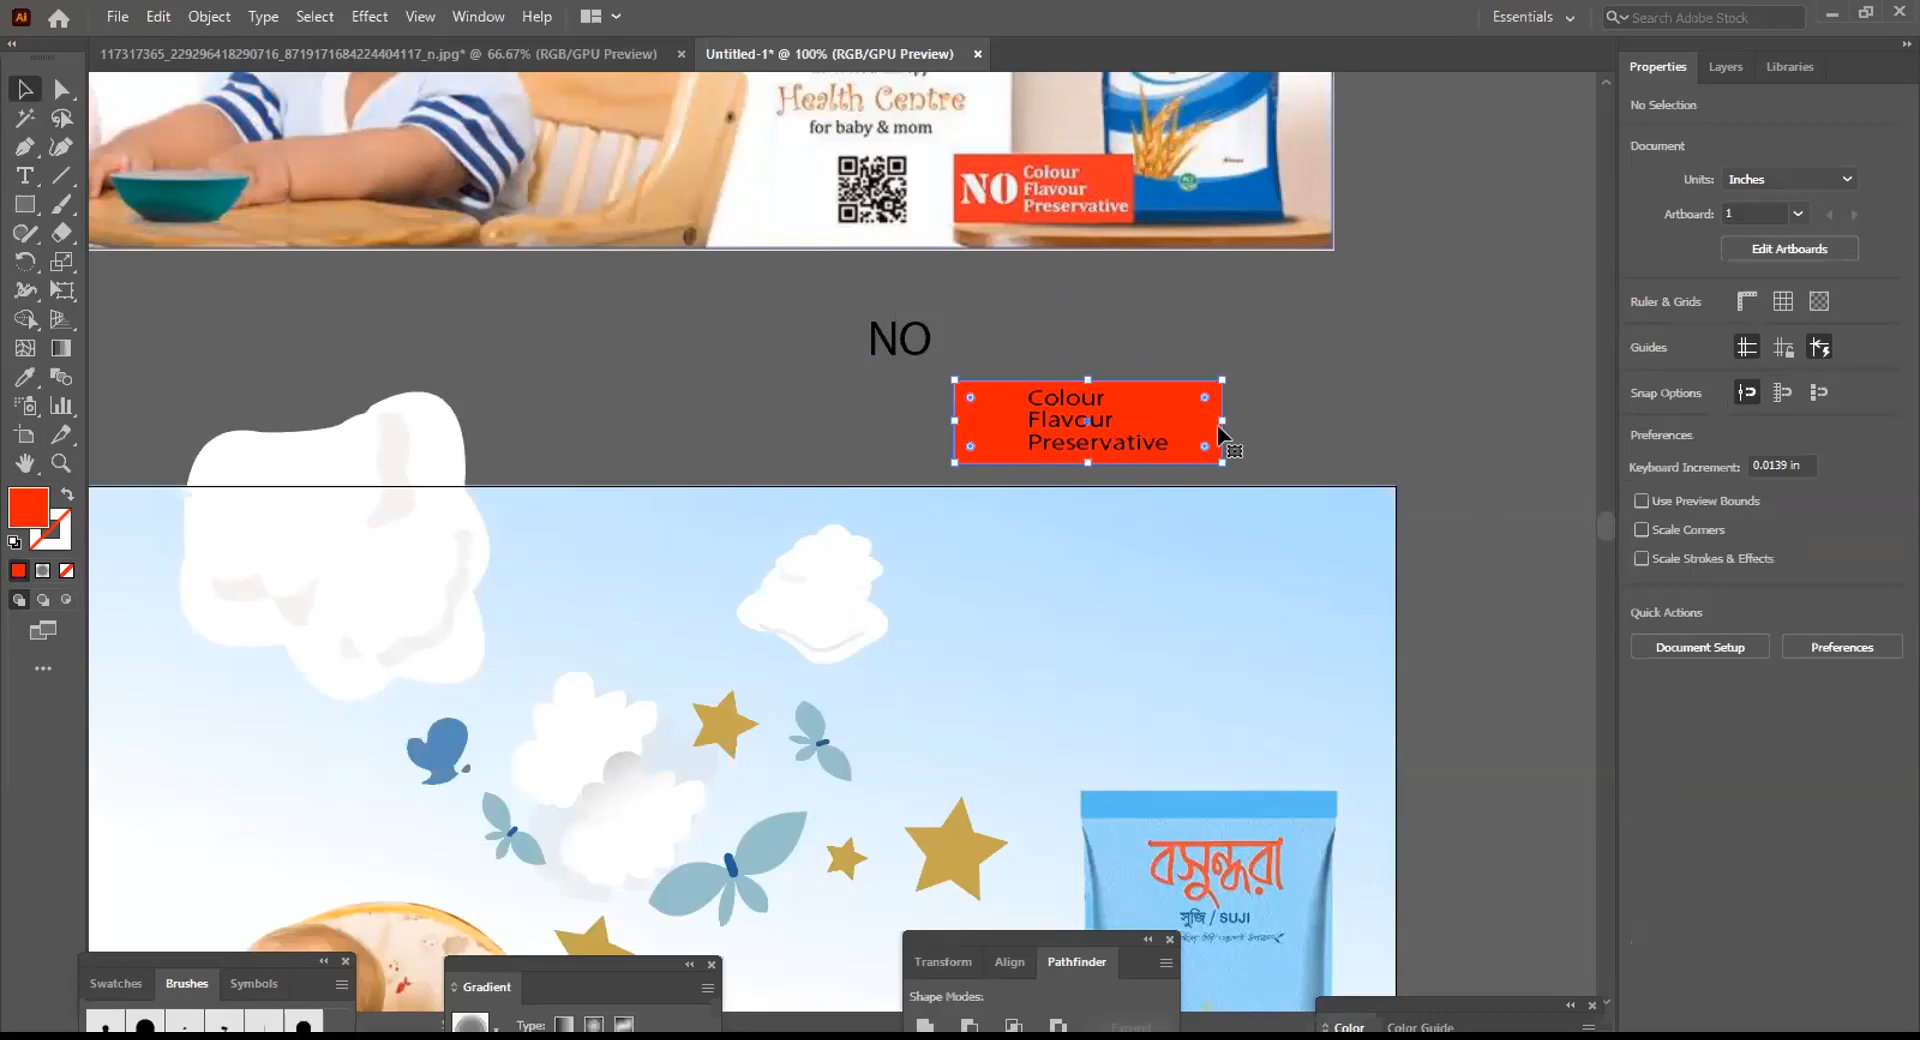 Ai
File Edit Object Type Select Effect View Window Help
Essentials
Search Adobe Stock
117317365_229296418290716_8719171684224404117_n.jpg* @ 66.67% (RGB/GPU Preview)
Untitled-1* @ 100% (RGB/GPU Preview)
Properties Layers Libraries
No Selection
Document
Units: Inches
Artboard: 1
Edit Artboards
Ruler & Grids
Guides
Snap Options
Preferences
Keyboard Increment: 0.0139 in
Use Preview Bounds
Scale Corners
Scale Strokes & Effects
Quick Actions
Document Setup Preferences
Health Centre
for baby & mom
NO
Colour
Flavour
Preservative
NO
Colour
Flavour
Preservative
বসুন্ধরা
সুজি / SUJI
Swatches Brushes Symbols
Gradient
Type:
Transform Align Pathfinder
Shape Modes:
Expand
Color Color Guide